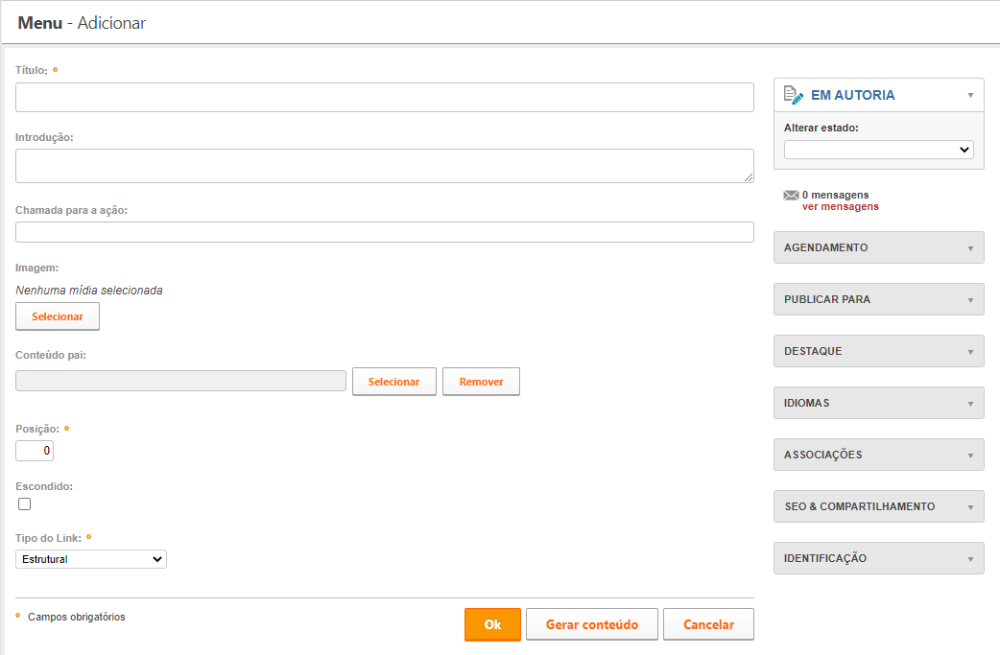 Menu - Adicionar
Título: *
Introdução:
Chamada para a ação:
Imagem:
Nenhuma mídia selecionada
Selecionar
Conteúdo pai:
Selecionar Remover
Posição: *
0
Escondido:
Tipo do Link: *
Estrutural
* Campos obrigatórios
Ok Gerar conteúdo Cancelar
EM AUTORIA
Alterar estado:
0 mensagens
ver mensagens
AGENDAMENTO
PUBLICAR PARA
DESTAQUE
IDIOMAS
ASSOCIAÇÕES
SEO & COMPARTILHAMENTO
IDENTIFICAÇÃO